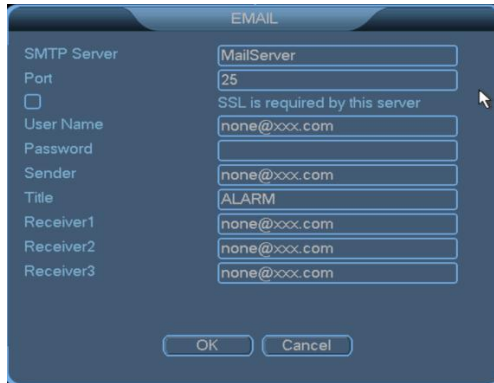 EMAIL
SMTP Server MailServer
Port 25
SSL is required by this server
User Name none@xxx.com
Password
Sender none@xxx.com
Title ALARM
Receiver1 none@xxx.com
Receiver2 none@xxx.com
Receiver3 none@xxx.com
OK Cancel